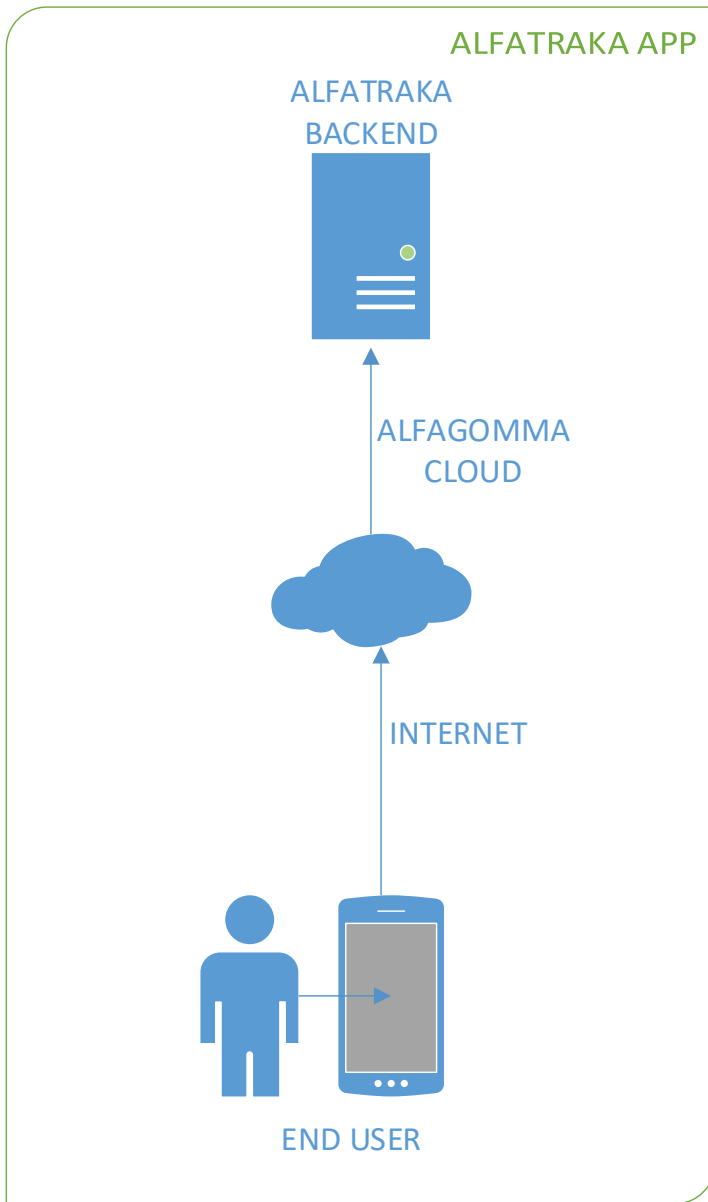 ALFATRAKA APP
ALFATRAKA
BACKEND
ALFAGOMMA
CLOUD
INTERNET
END USER